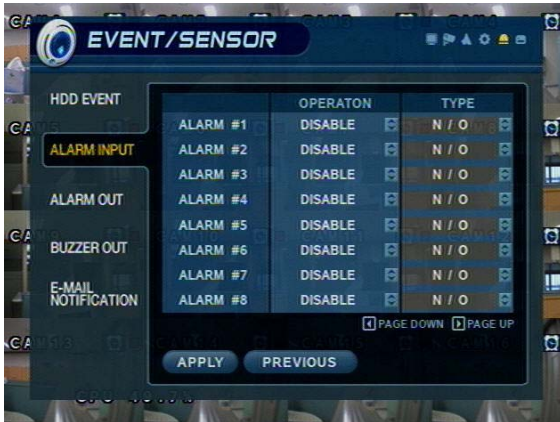 EVENT/SENSOR
HDD EVENT
ALARM INPUT
ALARM OUT
BUZZER OUT
E-MAIL NOTIFICATION
OPERATON TYPE
ALARM #1 DISABLE N / O
ALARM #2 DISABLE N / O
ALARM #3 DISABLE N / O
ALARM #4 DISABLE N / O
ALARM #5 DISABLE N / O
ALARM #6 DISABLE N / O
ALARM #7 DISABLE N / O
ALARM #8 DISABLE N / O
PAGE DOWN PAGE UP
APPLY PREVIOUS